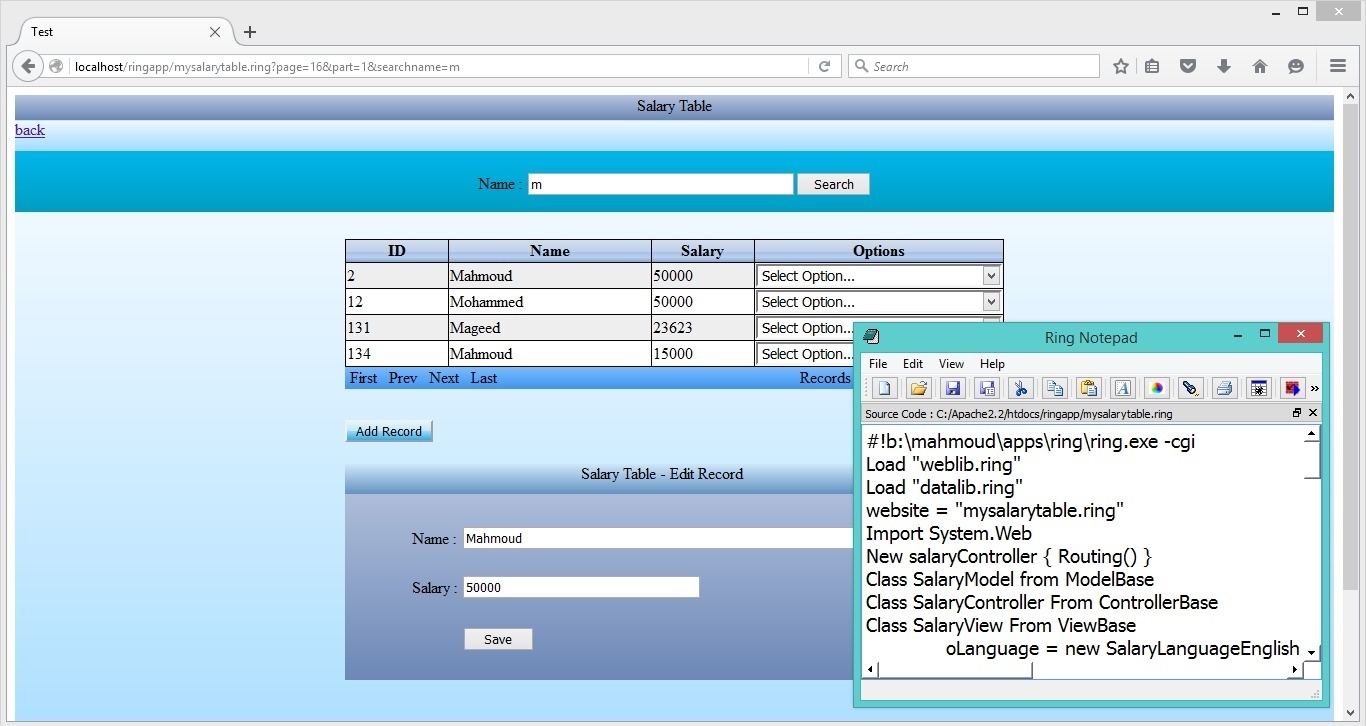 Test
localhost/ringapp/mysalarytable.ring?page=16&part=1&searchname=m
Search
Salary Table
back
Name : m Search
ID Name Salary Options
2 Mahmoud 50000 Select Option...
12 Mohammed 50000 Select Option...
131 Mageed 23623 Select Option...
134 Mahmoud 15000 Select Option...
First Prev Next Last Records
Add Record
Salary Table - Edit Record
Name : Mahmoud
Salary : 50000
Save
Ring Notepad
File Edit View Help
Source Code : C:/Apache2.2/htdocs/ringapp/mysalarytable.ring
#!b:\mahmoud\apps\ring\ring.exe -cgi
Load "weblib.ring"
Load "datalib.ring"
website = "mysalarytable.ring"
Import System.Web
New salaryController { Routing() }
Class SalaryModel from ModelBase
Class SalaryController From ControllerBase
Class SalaryView From ViewBase
oLanguage = new SalaryLanguageEnglish